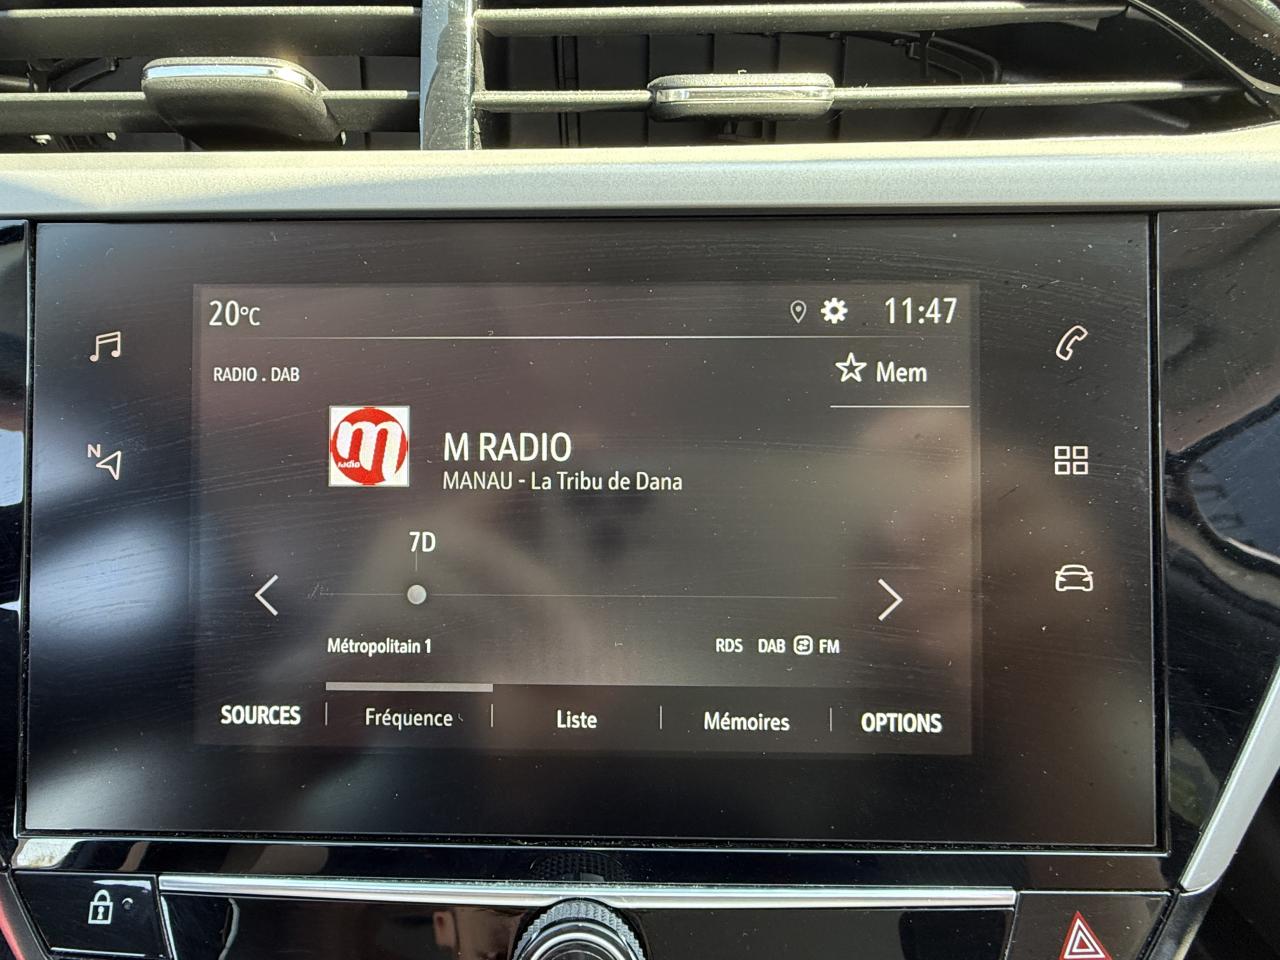 20°C
11:47
RADIO . DAB
Mem
m
radio
M RADIO
MANAU - La Tribu de Dana
N
7D
Métropolitain 1
RDS DAB FM
SOURCES
Fréquence
Liste
Mémoires
OPTIONS